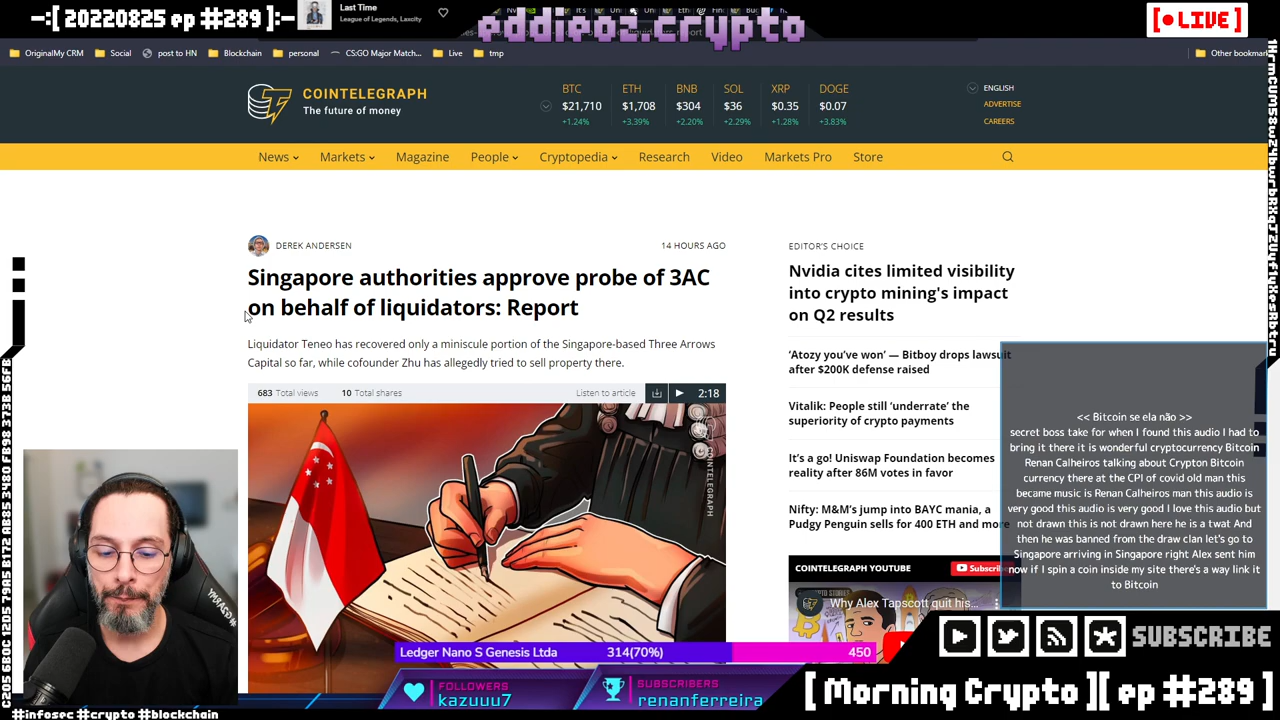 -:[ 20220825 ep #289 ]:-
Last Time
League of Legends, Laxcity
eddieoz.crypto
[● LIVE]
OriginalMy CRM
Social
post to HN
Blockchain
personal
CS:GO Major Match...
Live
tmp
Other bookmar
COINTELEGRAPH
The future of money
BTC
$21,710
+1.24%
ETH
$1,708
+3.39%
BNB
$304
+2.20%
SOL
$36
+2.29%
XRP
$0.35
+1.28%
DOGE
$0.07
+3.83%
ENGLISH
ADVERTISE
CAREERS
News
Markets
Magazine
People
Cryptopedia
Research
Video
Markets Pro
Store
DEREK ANDERSEN
14 HOURS AGO
Singapore authorities approve probe of 3AC
on behalf of liquidators: Report
Liquidator Teneo has recovered only a miniscule portion of the Singapore-based Three Arrows
Capital so far, while cofounder Zhu has allegedly tried to sell property there.
683 Total views
10 Total shares
Listen to article
2:18
COINTELEGRAPH
EDITOR'S CHOICE
Nvidia cites limited visibility
into crypto mining's impact
on Q2 results
‘Atozy you’ve won’ — Bitboy drops lawsuit
after $200K defense raised
Vitalik: People still ‘underrate’ the
superiority of crypto payments
It’s a go! Uniswap Foundation becomes
reality after 86M votes in favor
Nifty: M&M’s jump into BAYC mania, a
Pudgy Penguin sells for 400 ETH and more
COINTELEGRAPH YOUTUBE
Subscrib
Why Alex Tapscott quit his...
<< Bitcoin se ela não >>
secret boss take for when I found this audio I had to
bring it there it is wonderful cryptocurrency Bitcoin
Renan Calheiros talking about Crypton Bitcoin
currency there at the CPI of covid old man this
became music is Renan Calheiros man this audio is
very good this audio is very good I love this audio but
not drawn this is not drawn here he is a twat And
then he was banned from the draw clan let's go to
Singapore arriving in Singapore right Alex sent him
now if I spin a coin inside my site there's a way link it
to Bitcoin
Ledger Nano S Genesis Ltda
314(70%)
450
FOLLOWERS
kazuuu7
SUBSCRIBERS
renanferreira
SUBSCRIBE
[ Morning Crypto ][ ep #289 ]
#infosec #crypto #blockchain